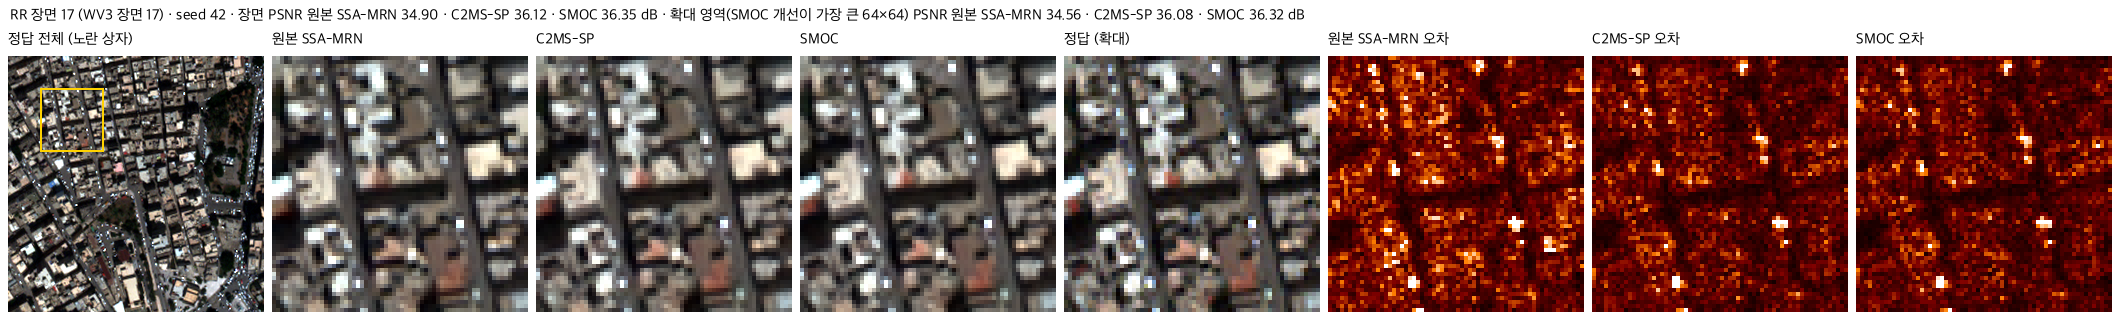 RR 장면 17 (WV3 장면 17) · seed 42 · 장면 PSNR 원본 SSA-MRN 34.90 · C2MS-SP 36.12 · SMOC 36.35 dB · 확대 영역(SMOC 개선이 가장 큰 64×64) PSNR 원본 SSA-MRN 34.56 · C2MS-SP 36.08 · SMOC 36.32 dB
정답 전체 (노란 상자) 원본 SSA-MRN C2MS-SP SMOC 정답 (확대) 원본 SSA-MRN 오차 C2MS-SP 오차 SMOC 오차